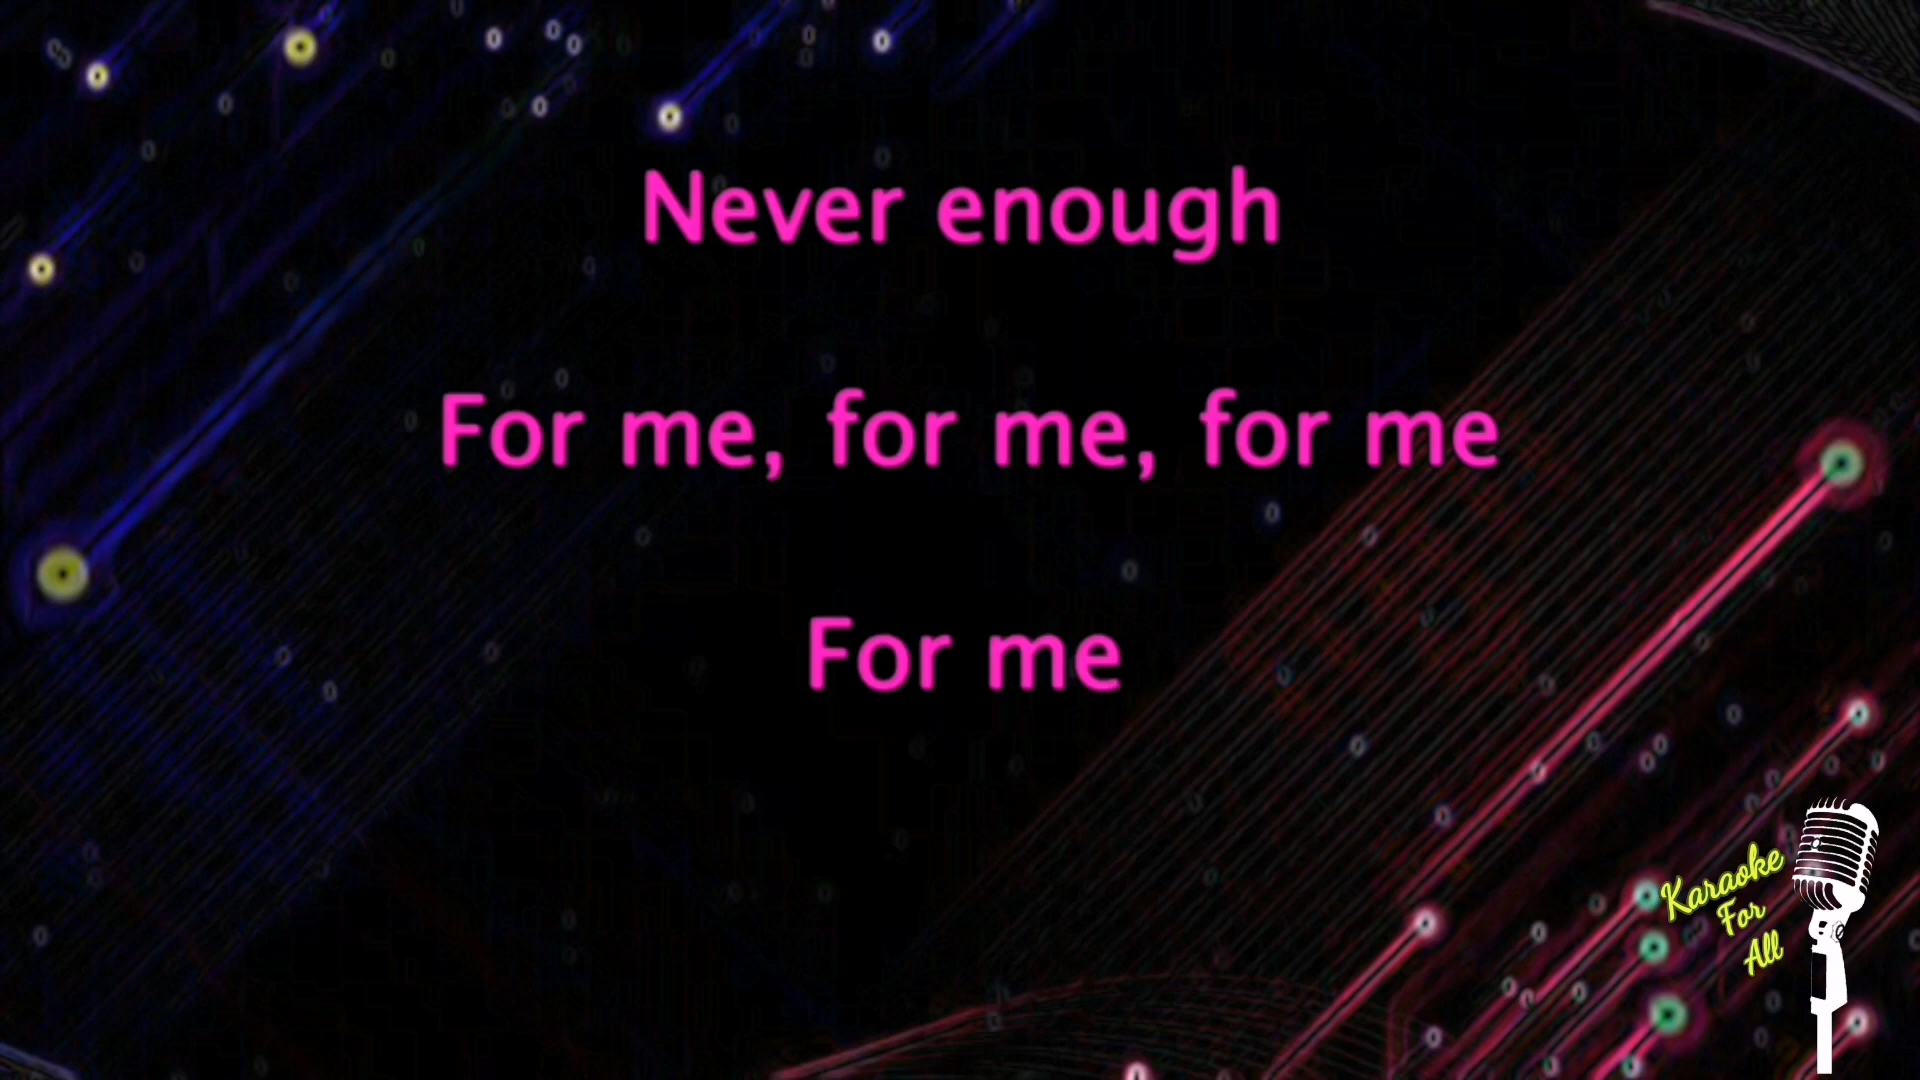 Never enough
For me, for me, for me
For me
Karaoke
For
All